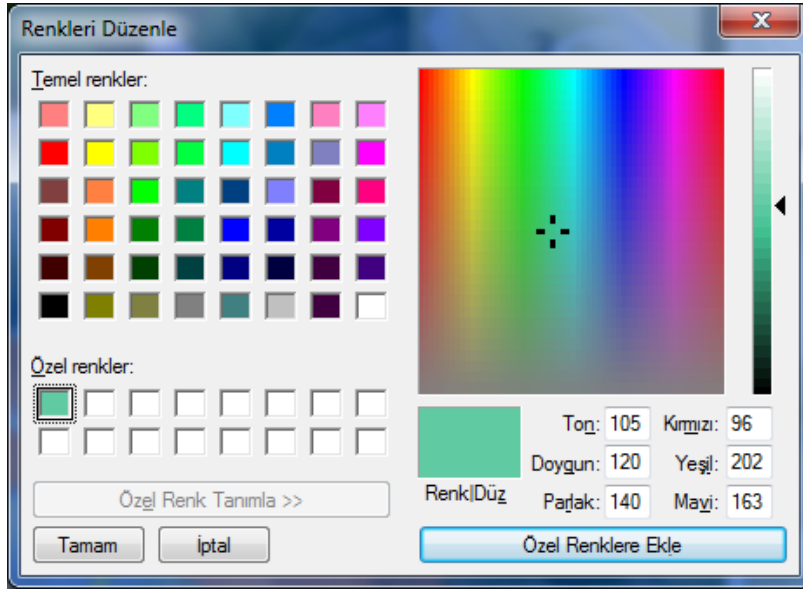 Renkleri Düzenle
Temel renkler:
Özel renkler:
Özel Renk Tanımla >>
Tamam
İptal
Renk|Düz
Ton: 105
Kırmızı: 96
Doygun: 120
Yeşil: 202
Parlak: 140
Mavi: 163
Özel Renklere Ekle